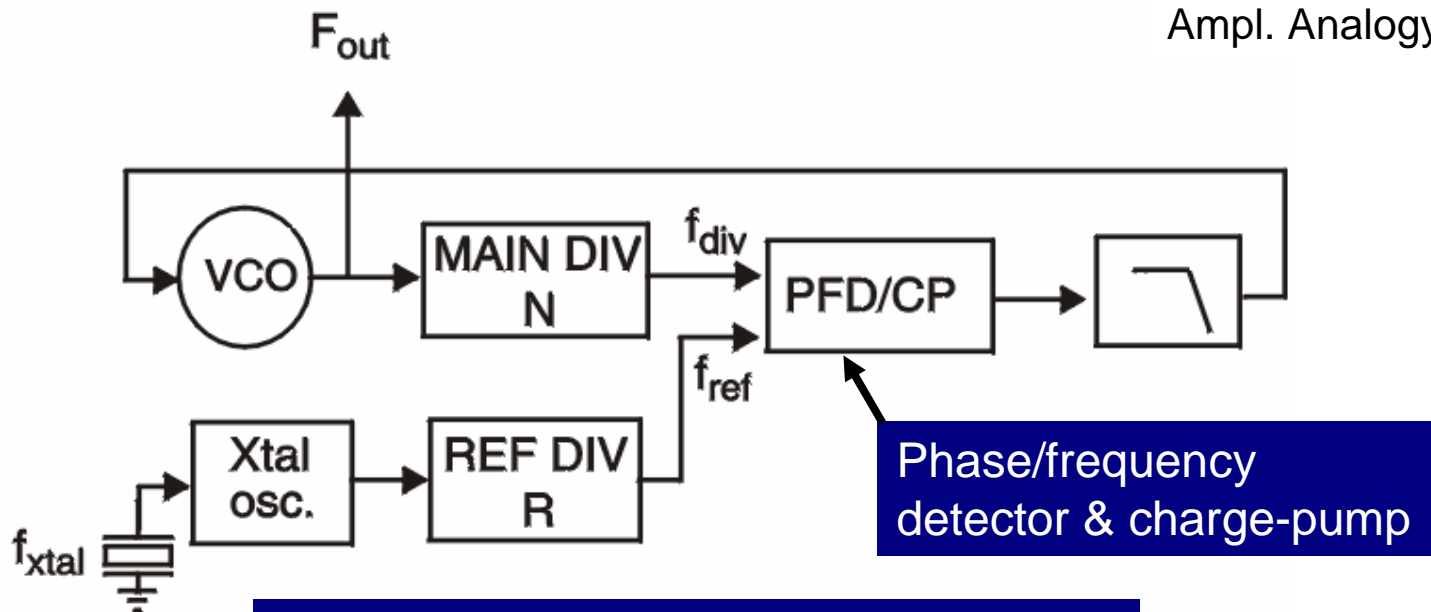 Ampl. Analogy
Fout
VCO
MAIN DIV
N
fdiv
PFD/CP
fref
Xtal
osc.
REF DIV
R
fxtal
Phase/frequency
detector & charge-pump